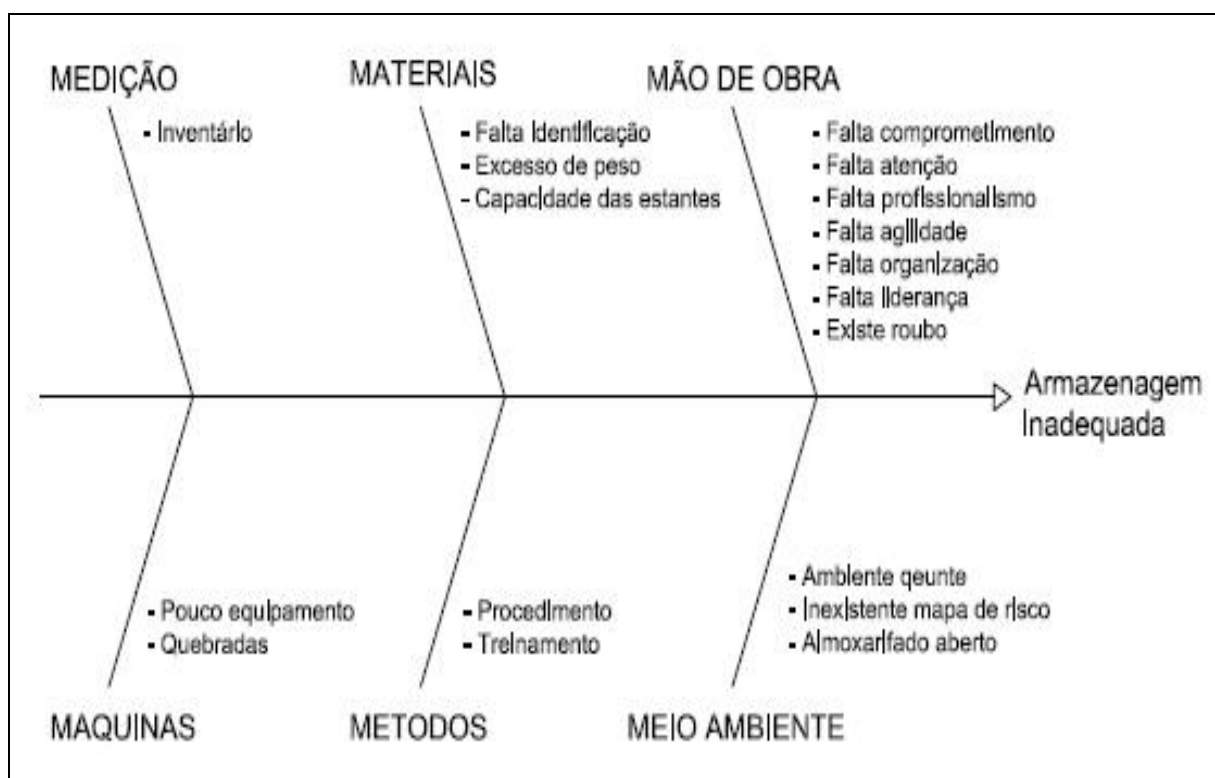 MEDIÇÃO
- Inventário
MATERIAIS
- Falta identificação
- Excesso de peso
- Capacidade das estantes
MÃO DE OBRA
- Falta comprometimento
- Falta atenção
- Falta profissionalismo
- Falta agilidade
- Falta organização
- Falta liderança
- Existe roubo
Armazenagem
Inadequada
- Pouco equipamento
- Quebradas
MAQUINAS
- Procedimento
- Treinamento
METODOS
- Ambiente qeunte
- Inexistente mapa de risco
- Almoxarifado aberto
MEIO AMBIENTE